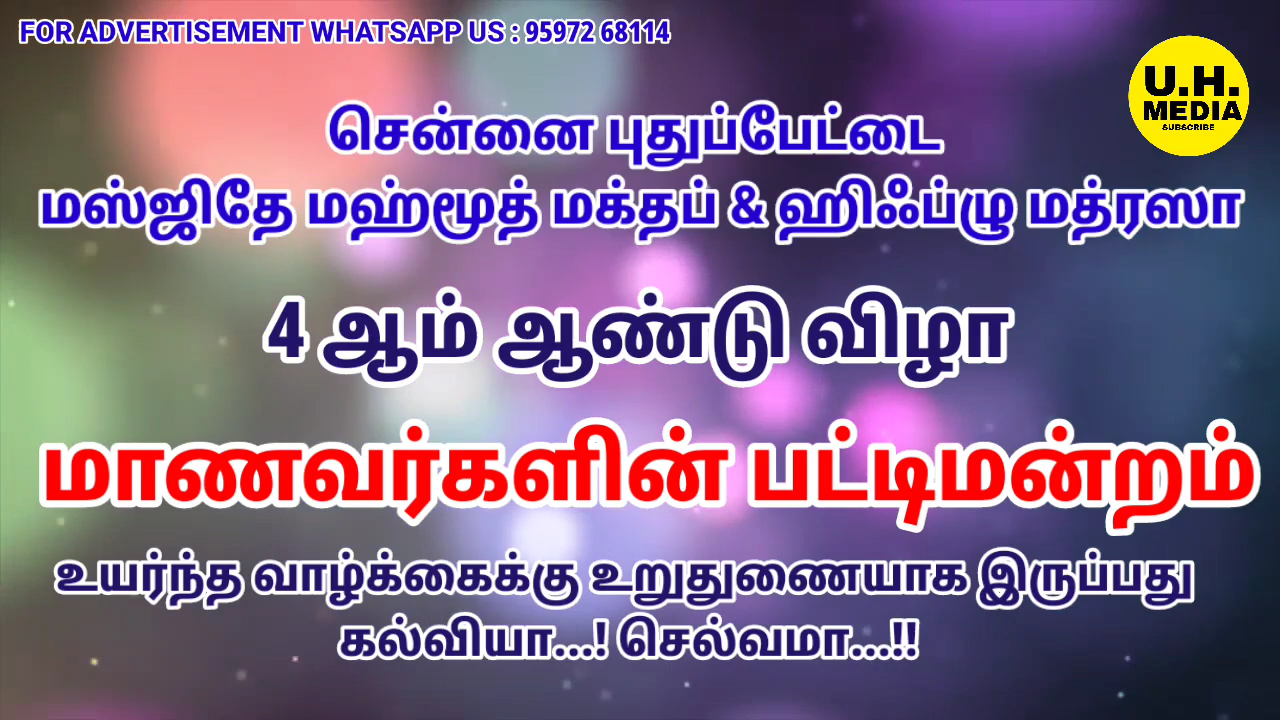 FOR ADVERTISEMENT WHATSAPP US : 95972 68114
U.H.
MEDIA
SUBSCRIBE
சென்னை புதுப்பேட்டை
மஸ்ஜிதே மஹ்மூத் மக்தப் & ஹிஃப்ழு மத்ரஸா
4 ஆம் ஆண்டு விழா
மாணவர்களின் பட்டிமன்றம்
உயர்ந்த வாழ்க்கைக்கு உறுதுணையாக இருப்பது
கல்வியா...! செல்வமா...!!